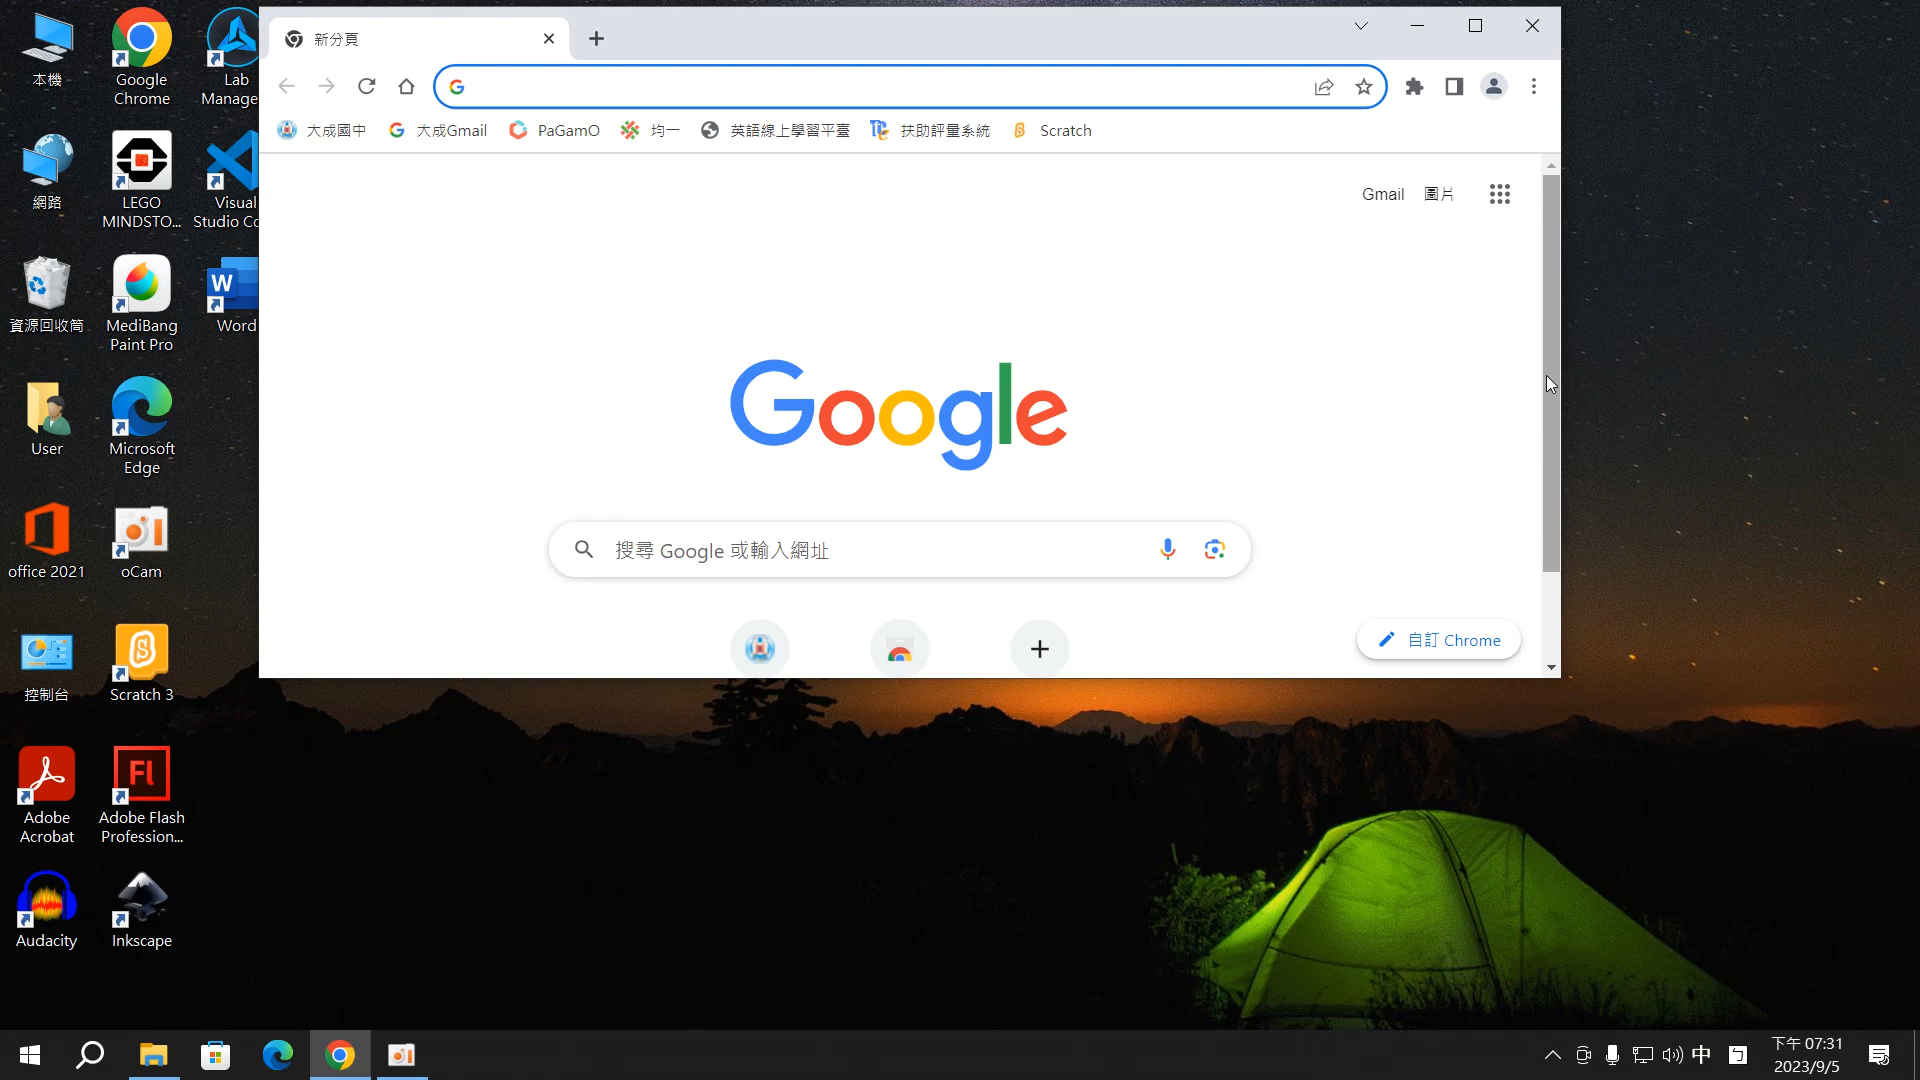 本機
Google
Chrome
Lab
Manage
網路
LEGO
MINDSTO...
Visual
Studio Co
資源回收筒
MediBang
Paint Pro
Word
User
Microsoft
Edge
office 2021
oCam
控制台
Scratch 3
Adobe
Acrobat
Adobe Flash
Profession...
Audacity
Inkscape
新分頁
大成國中
大成Gmail
PaGamO
均一
英語線上學習平臺
扶助評量系統
Scratch
Gmail
圖片
Google
搜尋 Google 或輸入網址
自訂 Chrome
中
下午 07:31
2023/9/5